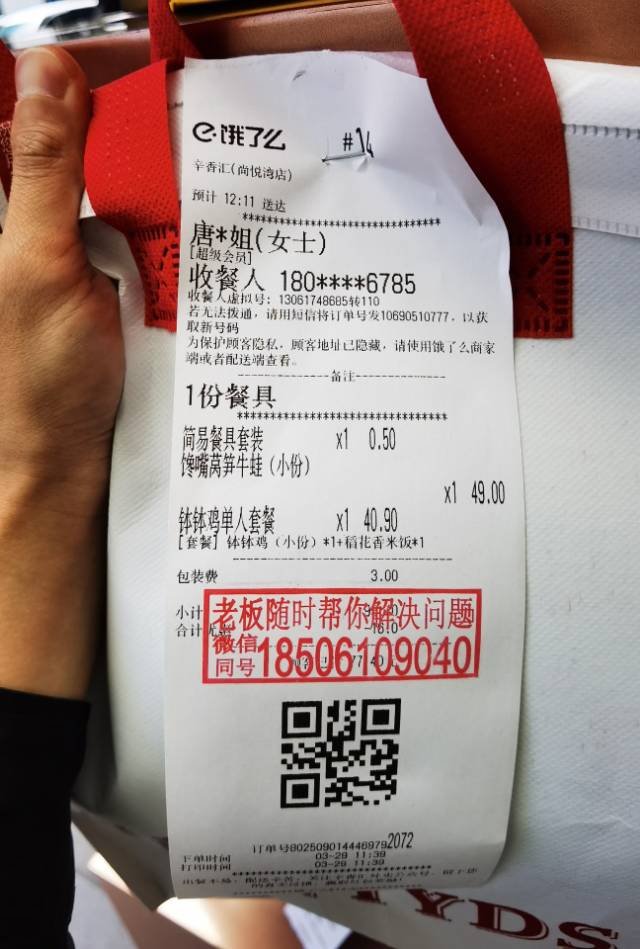 饿了么
#14
辛香汇(尚悦湾店)
预计 12:11 送达
********************************
唐*姐(女士)
[超级会员]
收餐人 180****6785
收餐人虚拟号: 13061748685转110
若无法拨通, 请用短信将订单号发10690510777, 以获
取新号码
为保护顾客隐私, 顾客地址已隐藏, 请使用饿了么商家
端或者配送端查看。
备注
1份餐具
简易餐具套装 x1 0.50
馋嘴莴笋牛蛙(小份)
x1 49.00
钵钵鸡单人套餐 x1 40.90
[套餐] 钵钵鸡(小份)*1+稻花香米饭*1
包装费 3.00
小计
合计优惠 -16.0
老板随时帮你解决问题
微信
同号 18506109040
订单号8025090144469792072
下单时间 03-29 11:39
打印时间 03-29 11:39
TYDS